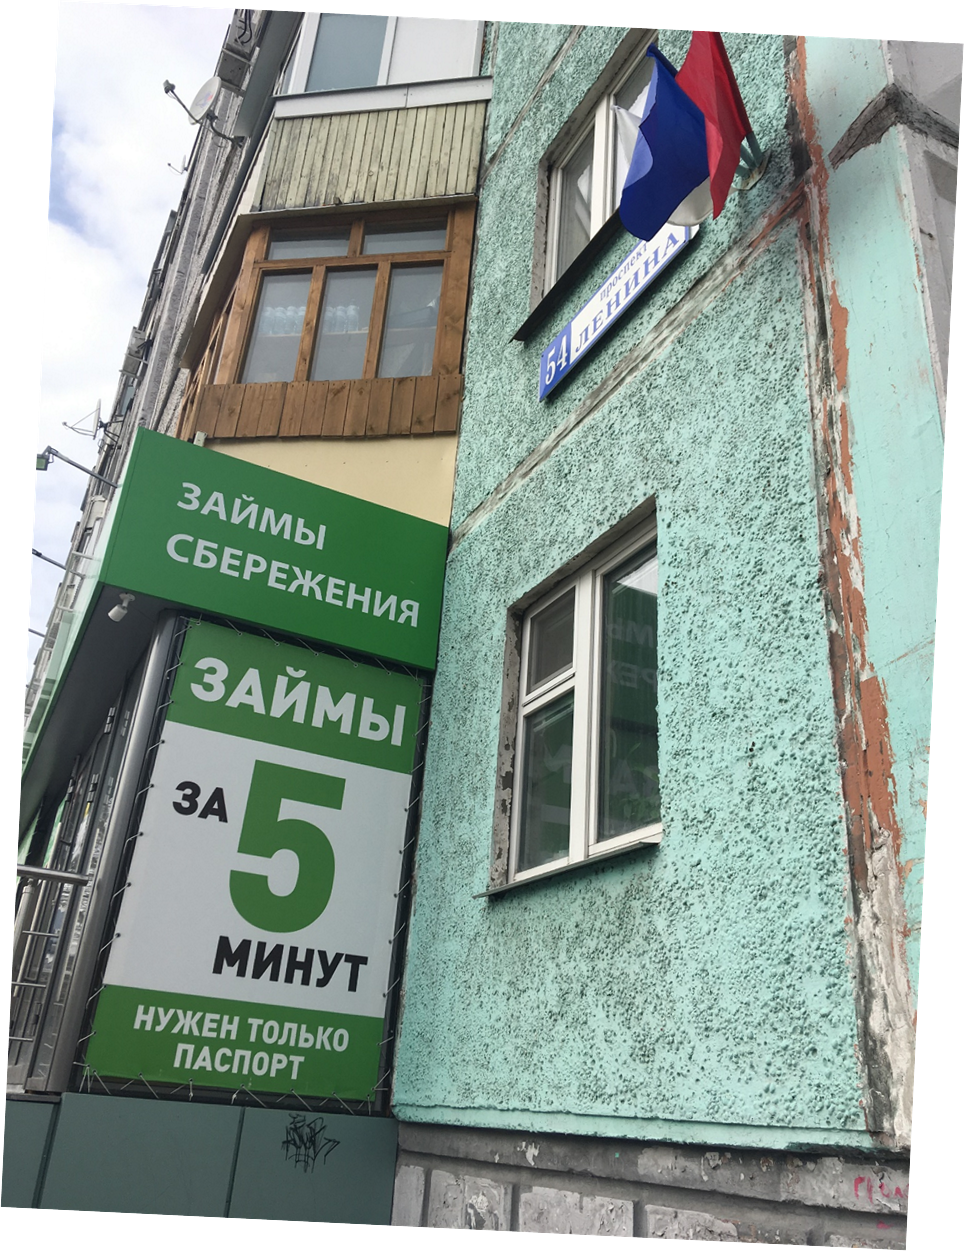 проспект
54 ЛЕНИНА
ЗАЙМЫ
СБЕРЕЖЕНИЯ
ЗАЙМЫ
ЗА 5
МИНУТ
НУЖЕН ТОЛЬКО
ПАСПОРТ